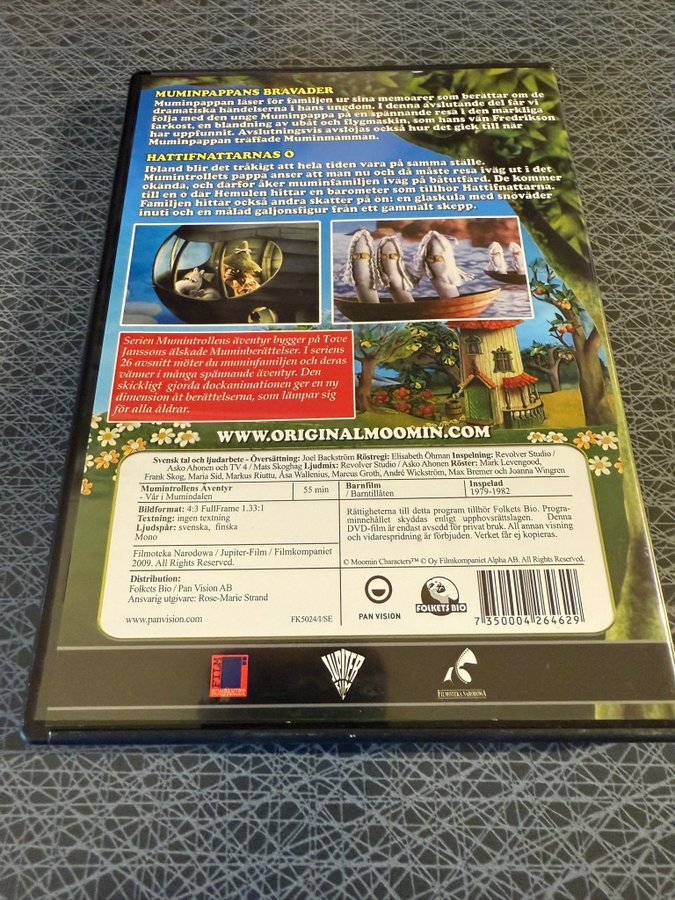 MUMINPAPPANS BRAVADER
Muminpappan läser för familjen ur sina memoarer som berättar om de
dramatiska händelserna i hans ungdom. I denna avslutande del får vi
följa med den unge Muminpappa på en spännande resa i den märkliga
farkost, en blandning av ubåt och flygmaskin, som hans vän Fredrikson
har uppfunnit. Avslutningsvis avslöjas också hur det gick till när
Muminpappan träffade Muminmamman.
HATTIFNATTARNAS Ö
Ibland blir det tråkigt att hela tiden vara på samma ställe.
Mumintrollets pappa anser att man nu och då måste resa iväg ut i det
okända, och därför åker muminfamiljen iväg på båtutfärd. De kommer
till en ö där Hemulen hittar en barometer som tillhör Hattifnattarna.
Familjen hittar också andra skatter på ön: en glaskula med snöväder
inuti och en målad galjonsfigur från ett gammalt skepp.
Serien Mumintrollens äventyr bygger på Tove
Janssons älskade Muminberättelser. I seriens
26 avsnitt möter du muminfamiljen och deras
vänner i många spännande äventyr. Den
skickligt gjorda dockanimationen ger en ny
dimension åt berättelserna, som lämpar sig
för alla åldrar.
WWW.ORIGINALMOOMIN.COM
Svensk tal och ljudarbete - Översättning: Joel Backström Röstregi: Elisabeth Öhman Inspelning: Revolver Studio /
Asko Ahonen och TV 4 / Mats Skoghag Ljudmix: Revolver Studio / Asko Ahonen Röster: Mark Levengood,
Frank Skog, Maria Sid, Markus Riuttu, Åsa Wallenius, Marcus Groth, André Wickström, Max Bremer och Joanna Wingren
Mumintrollens Äventyr
- Vår i Mumindalen
55 min
Barnfilm
/ Barntillåten
Inspelad
1979-1982
Bildformat: 4:3 FullFrame 1.33:1
Textning: ingen textning
Ljudspår: svenska, finska
Mono
Rättigheterna till detta program tillhör Folkets Bio. Progra-
minnehållet skyddas enligt upphovsrättslagen. Denna
DVD-film är endast avsedd för privat bruk. All annan visning
och vidarespridning är förbjuden. Verket får ej kopieras.
Filmoteka Narodowa / Jupiter-Film / Filmkompaniet
2009. All Rights Reserved.
© Moomin Characters™ © Oy Filmkompaniet Alpha AB. All Rights Reserved.
Distribution:
Folkets Bio / Pan Vision AB
Ansvarig utgivare: Rose-Marie Strand
www.panvision.com
FK5024/1/SE
PAN VISION
FOLKETS BIO
7 350004 264629
FILM
KOMPANIET
JUPITER
FILM
FILMOTEKA NARODOWA